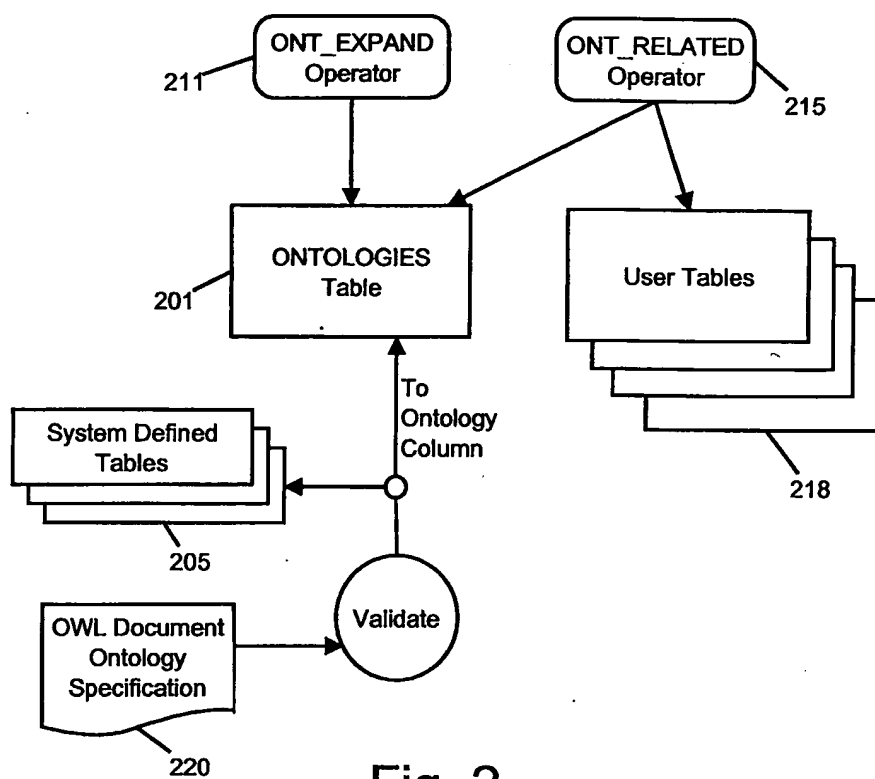 ONT_EXPAND
Operator
211
ONT_RELATED
Operator
215
ONTOLOGIES
Table
201
User Tables
218
To
Ontology
Column
System Defined
Tables
205
Validate
OWL Document
Ontology
Specification
220